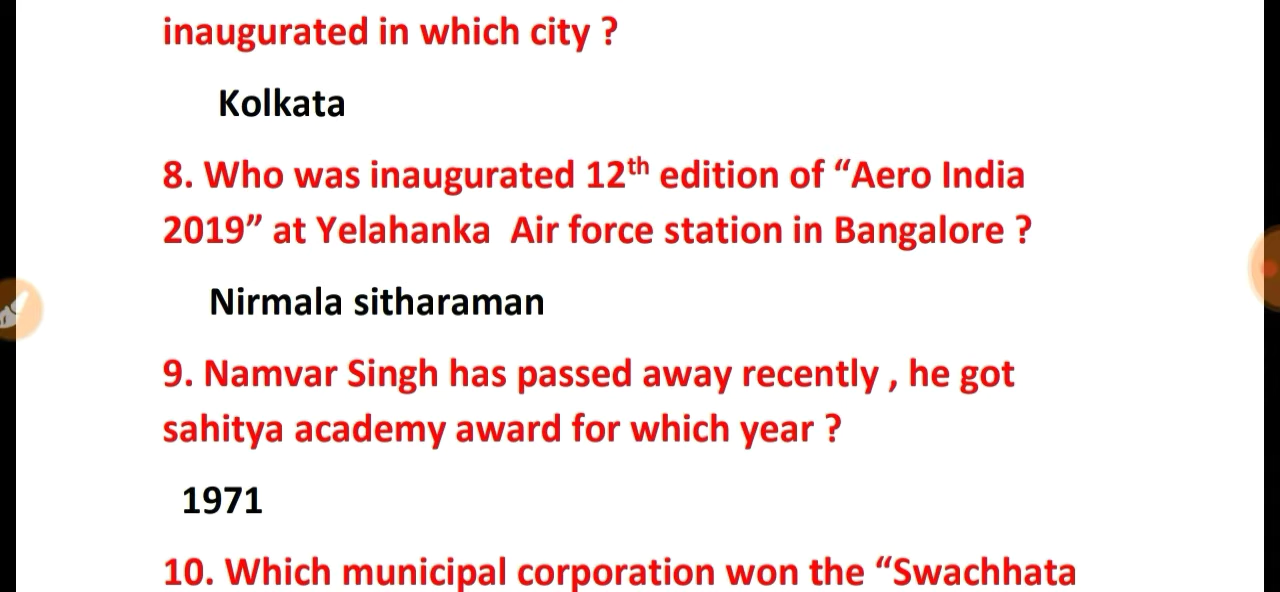 inaugurated in which city ?
Kolkata
8. Who was inaugurated 12th edition of “Aero India
2019” at Yelahanka Air force station in Bangalore ?
Nirmala sitharaman
9. Namvar Singh has passed away recently , he got
sahitya academy award for which year ?
1971
10. Which municipal corporation won the “Swachhata